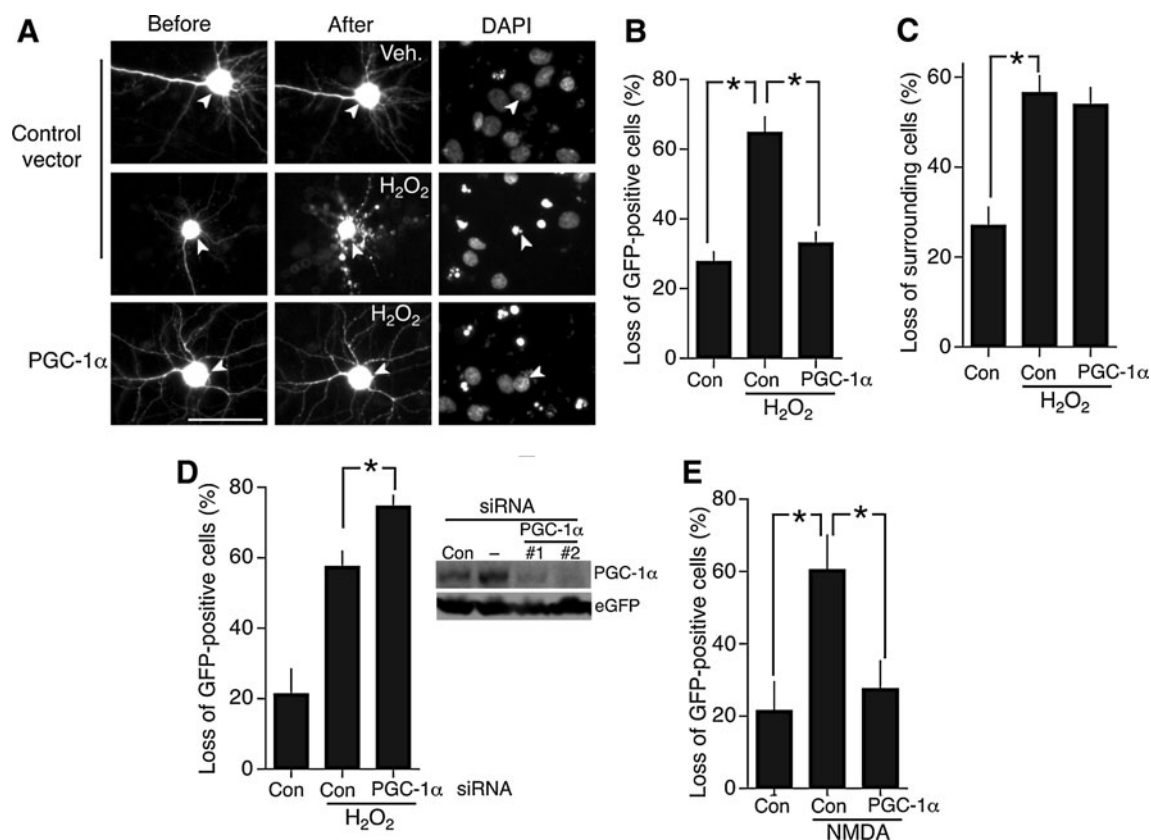 A
Before
After
DAPI
Control
vector
Veh.
H₂O₂
PGC-1α
H₂O₂
B
Loss of GFP-positive cells (%)
80
60
40
20
0
*
*
Con
Con
PGC-1α
H₂O₂
C
Loss of surrounding cells (%)
60
40
20
0
*
Con
Con
PGC-1α
H₂O₂
D
Loss of GFP-positive cells (%)
80
60
40
20
0
*
Con
Con
PGC-1α
siRNA
H₂O₂
siRNA
PGC-1α
Con
–
#1
#2
PGC-1α
eGFP
E
Loss of GFP-positive cells (%)
80
60
40
20
0
*
*
Con
Con
PGC-1α
NMDA